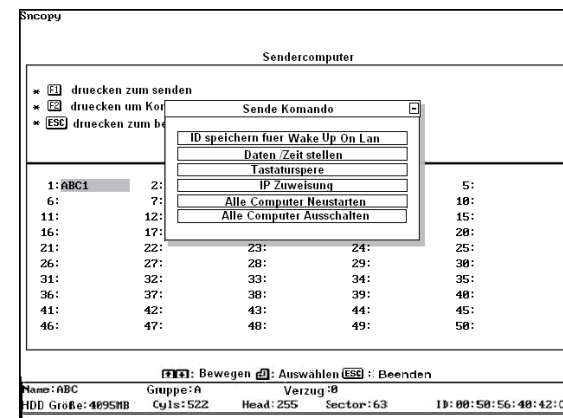 Sncopy
Sendercomputer
* F1 druecken zum senden
* F2 druecken um Kor
* ESC druecken zum be
Sende Komando
ID speichern fuer Wake Up On Lan
Daten /Zeit stellen
Tastaturspere
IP Zuweisung
Alle Computer Neustarten
Alle Computer Ausschalten
1:ABC1 2: 5:
6: 7: 10:
11: 12: 15:
16: 17: 20:
21: 22: 23: 24: 25:
26: 27: 28: 29: 30:
31: 32: 33: 34: 35:
36: 37: 38: 39: 40:
41: 42: 43: 44: 45:
46: 47: 48: 49: 50:
: Bewegen : Auswählen ESC : Beenden
Name:ABC Gruppe:A Verzug:0
HDD Größe:4095MB Cyls:522 Head:255 Sector:63 ID:00:50:56:40:42:0